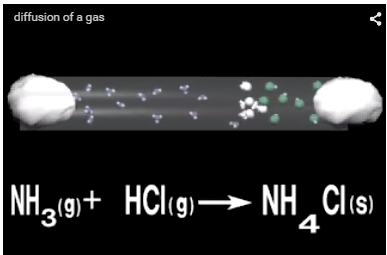 diffusion of a gas
NH₃(g)+ HCl(g)→ NH₄Cl(s)